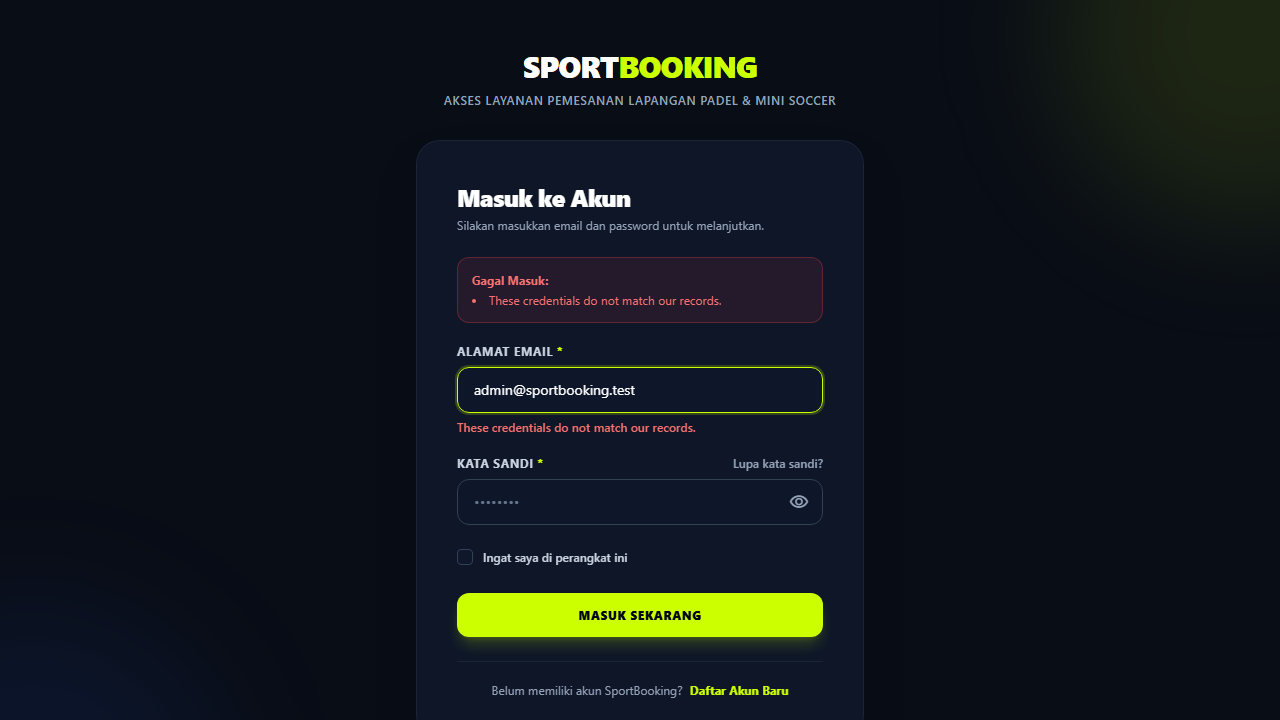 SPORTBOOKING
AKSES LAYANAN PEMESANAN LAPANGAN PADEL & MINI SOCCER
Masuk ke Akun
Silakan masukkan email dan password untuk melanjutkan.
Gagal Masuk:
• These credentials do not match our records.
ALAMAT EMAIL *
admin@sportbooking.test
These credentials do not match our records.
KATA SANDI * Lupa kata sandi?
••••••••
Ingat saya di perangkat ini
MASUK SEKARANG
Belum memiliki akun SportBooking? Daftar Akun Baru